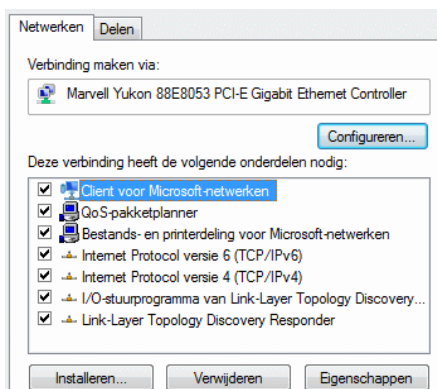 Netwerken Delen
Verbinding maken via:
Marvell Yukon 88E8053 PCI-E Gigabit Ethernet Controller
Configureren...
Deze verbinding heeft de volgende onderdelen nodig:
Client voor Microsoft-netwerken
QoS-pakketplanner
Bestands- en printerdeling voor Microsoft-netwerken
Internet Protocol versie 6 (TCP/IPv6)
Internet Protocol versie 4 (TCP/IPv4)
I/O-stuurprogramma van Link-Layer Topology Discovery...
Link-Layer Topology Discovery Responder
Installeren... Verwijderen Eigenschappen